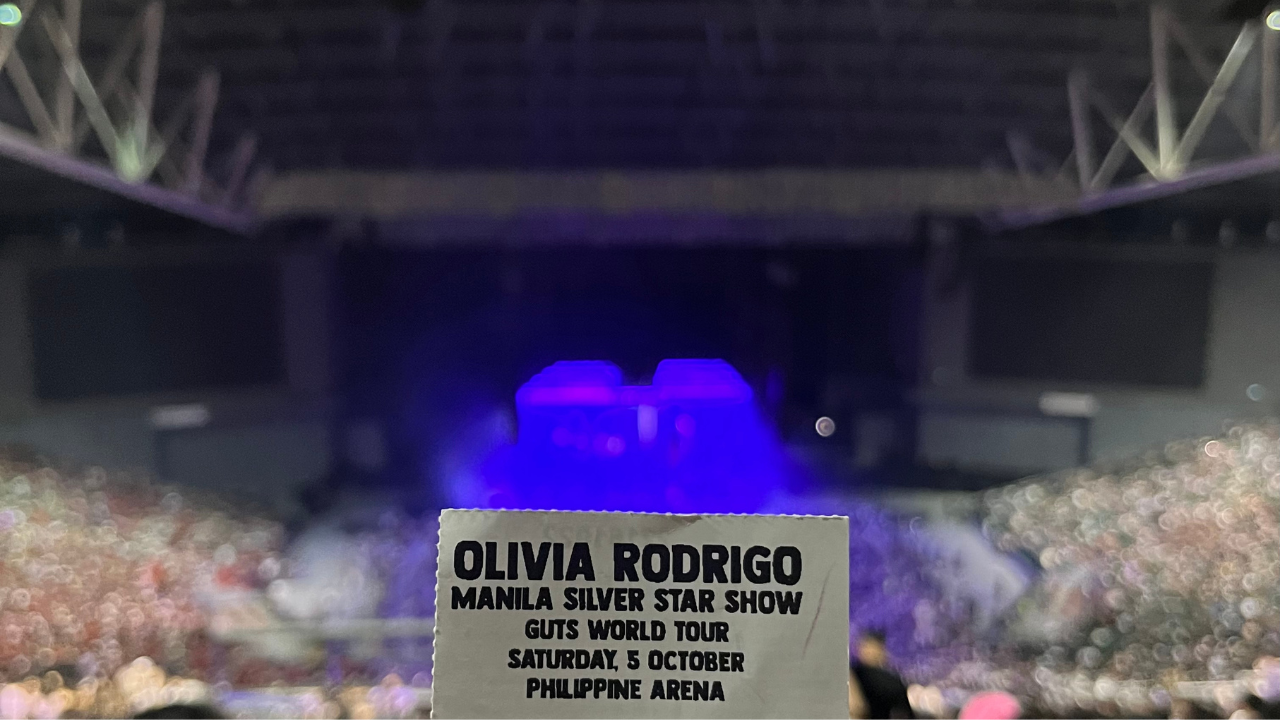 OLIVIA RODRIGO
MANILA SILVER STAR SHOW
GUTS WORLD TOUR
SATURDAY, 5 OCTOBER
PHILIPPINE ARENA